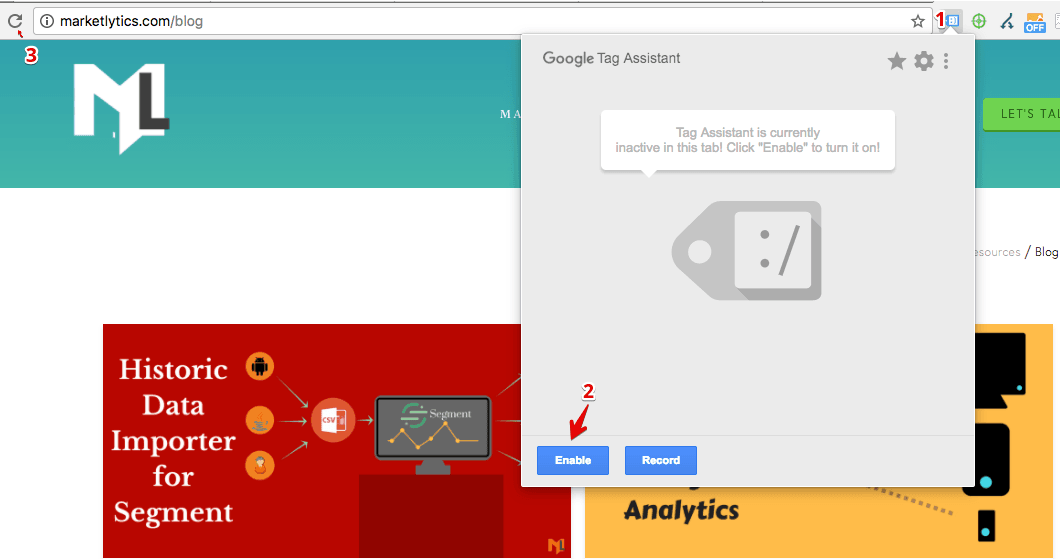 marketlytics.com/blog
1
OFF
3
Google Tag Assistant
ML
MA
LET'S TAL
Tag Assistant is currently
inactive in this tab! Click "Enable" to turn it on!
:/
esources / Blog
Historic
Data
Importer
for
Segment
CSV
Segment
2
Enable
Record
Analytics
ML